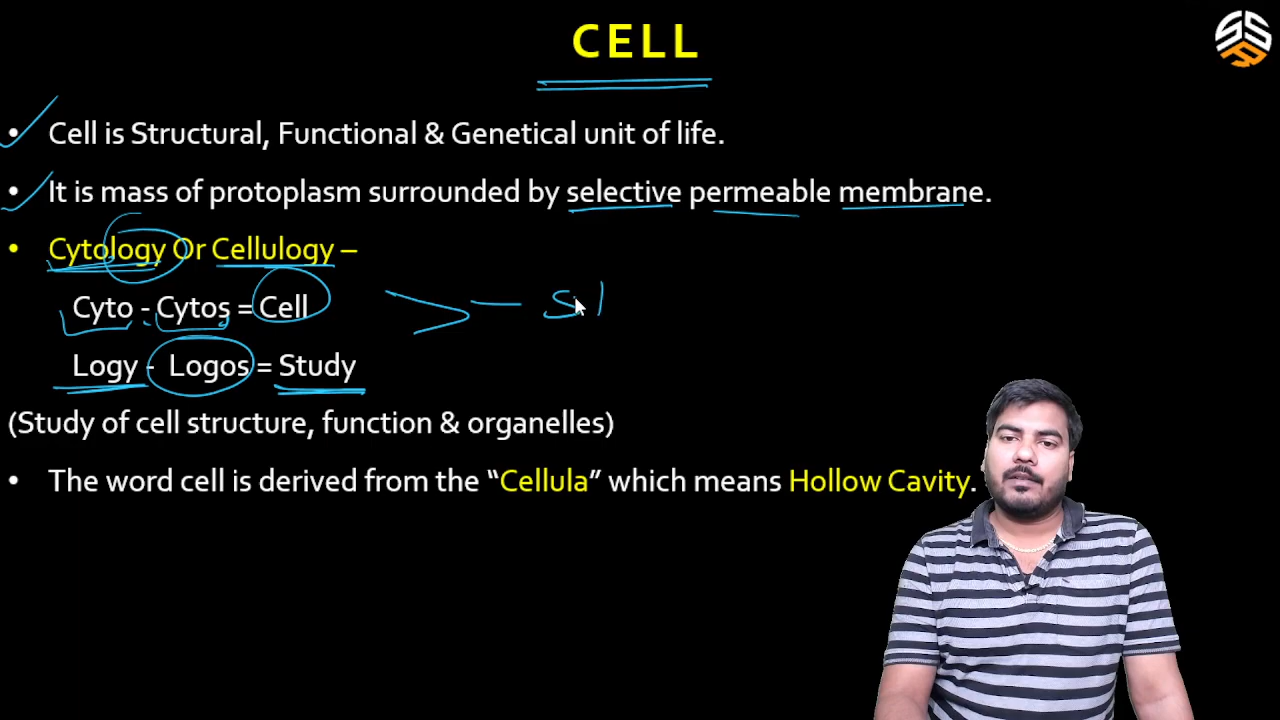 CELL
• Cell is Structural, Functional & Genetical unit of life.
• It is mass of protoplasm surrounded by selective permeable membrane.
• Cytology Or Cellulogy –
Cyto - Cytos = Cell
Logy - Logos = Study
(Study of cell structure, function & organelles)
• The word cell is derived from the “Cellula” which means Hollow Cavity.